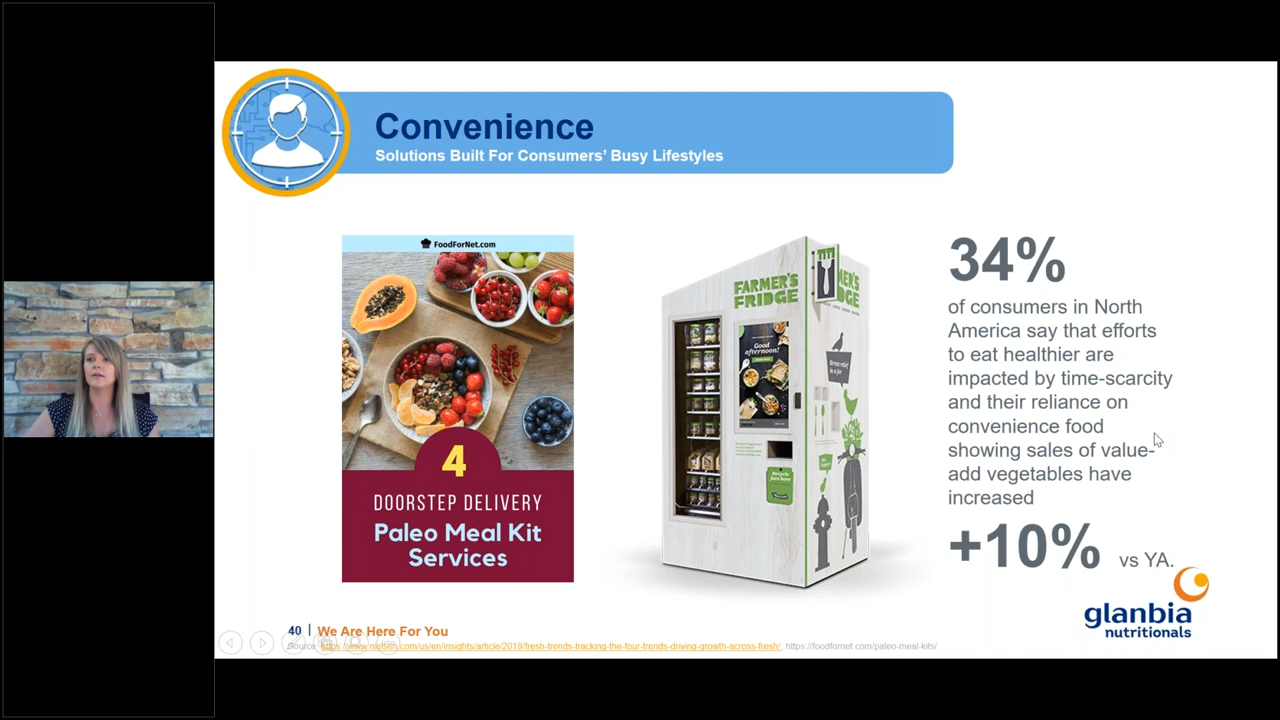 Convenience
Solutions Built For Consumers' Busy Lifestyles
FoodForNet.com
4
DOORSTEP DELIVERY
Paleo Meal Kit
Services
FARMER'S
FRIDGE
Good
afternoon!
34%
of consumers in North
America say that efforts
to eat healthier are
impacted by time-scarcity
and their reliance on
convenience food
showing sales of value-
add vegetables have
increased
+10% vs YA.
glanbia
nutritionals
40 | We Are Here For You
Source: https://www.nielsen.com/us/en/insights/article/2019/fresh-trends-tracking-the-four-trends-driving-growth-across-fresh/, https://foodfornet.com/paleo-meal-kits/